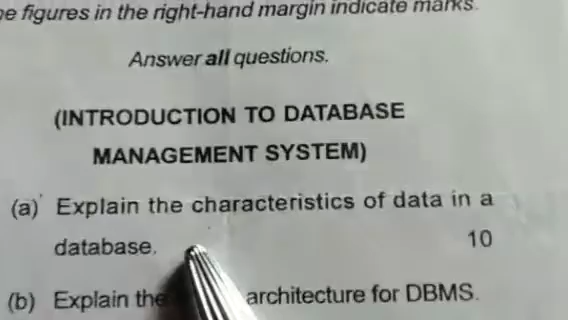 he figures in the right-hand margin indicate marks.
Answer all questions.
(INTRODUCTION TO DATABASE
MANAGEMENT SYSTEM)
(a) Explain the characteristics of data in a
database. 10
(b) Explain the architecture for DBMS.